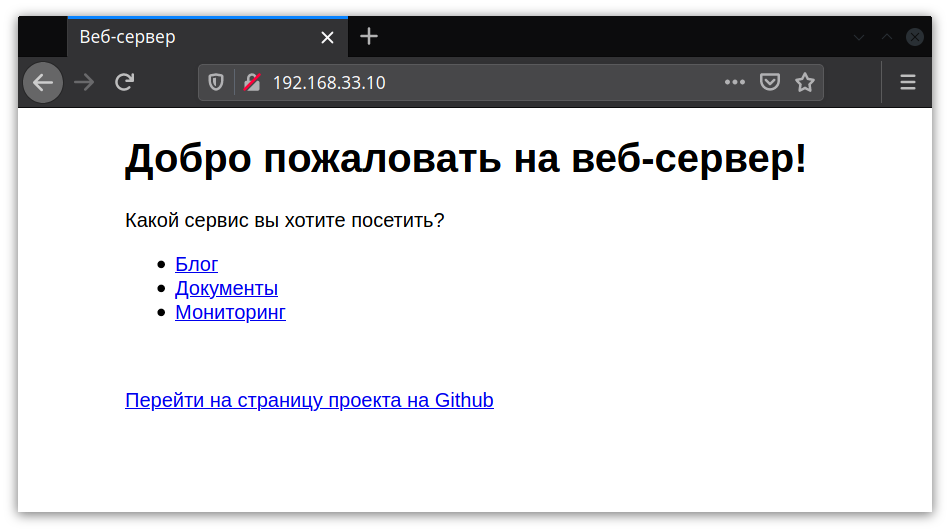 Веб-сервер
192.168.33.10
Добро пожаловать на веб-сервер!
Какой сервис вы хотите посетить?
Блог
Документы
Мониторинг
Перейти на страницу проекта на Github